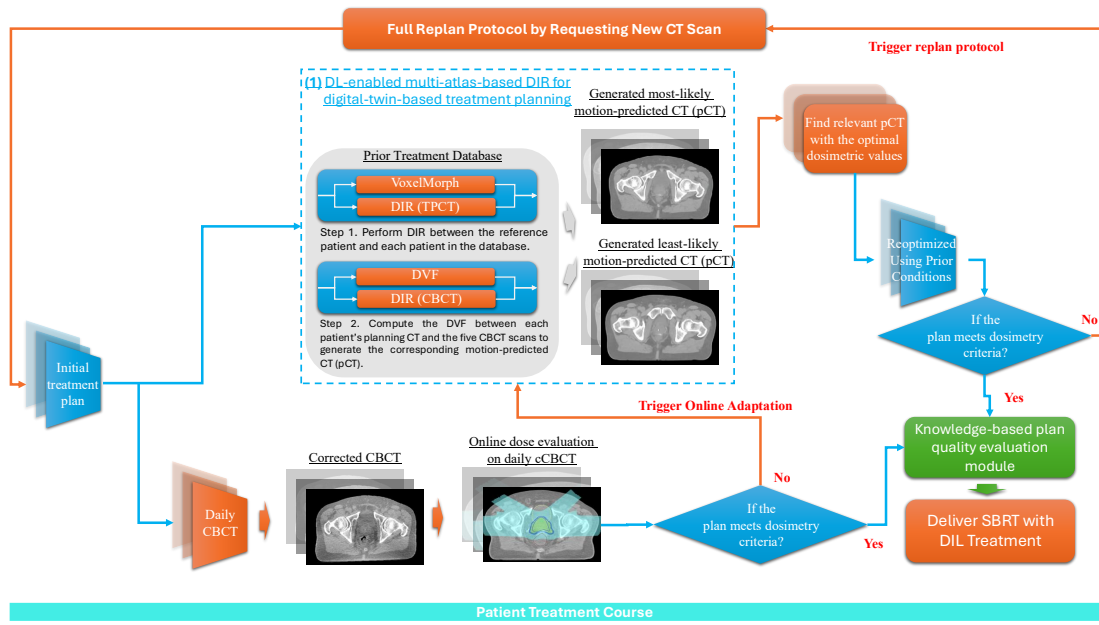 Full Replan Protocol by Requesting New CT Scan
Trigger replan protocol
(1) DL-enabled multi-atlas-based DIR for
digital-twin-based treatment planning
Generated most-likely
motion-predicted CT (pCT)
Prior Treatment Database
VoxelMorph
DIR (TPCT)
Step 1. Perform DIR between the reference
patient and each patient in the database.
DVF
DIR (CBCT)
Step 2. Compute the DVF between each
patient's planning CT and the five CBCT scans to
generate the corresponding motion-predicted
CT (pCT).
Generated least-likely
motion-predicted CT (pCT)
Find relevant pCT
with the optimal
dosimetric values
Reoptimized
Using Prior
Conditions
If the
plan meets dosimetry
criteria?
No
Yes
Initial
treatment
plan
Trigger Online Adaptation
Daily
CBCT
Corrected CBCT
Online dose evaluation
on daily cCBCT
If the
plan meets dosimetry
criteria?
No
Yes
Knowledge-based plan
quality evaluation
module
Deliver SBRT with
DIL Treatment
Patient Treatment Course